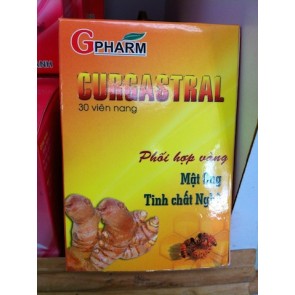 GPHARM
CURGASTRAL
30 viên nang
Phối hợp vàng
Mật Ong
Tinh chất Nghệ